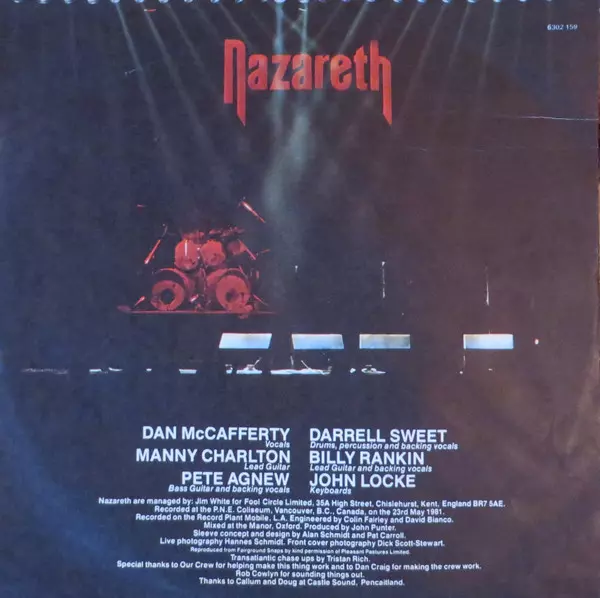 6302 159
Nazareth
DAN McCAFFERTY
Vocals
MANNY CHARLTON
Lead Guitar
PETE AGNEW
Bass Guitar and backing vocals
DARRELL SWEET
Drums, percussion and backing vocals
BILLY RANKIN
Lead Guitar and backing vocals
JOHN LOCKE
Keyboards
Nazareth are managed by: Jim White for Fool Circle Limited. 35A High Street, Chislehurst, Kent, England BR7 5AE.
Recorded at the P.N.E. Coliseum, Vancouver, B.C., Canada, on the 23rd May 1981.
Recorded on the Record Plant Mobile. L.A. Engineered by Colin Fairley and David Bianco.
Mixed at the Manor, Oxford. Produced by John Punter.
Sleeve concept and design by Alan Schmidt and Pat Carroll.
Live photography Hannes Schmidt. Front cover photography Dick Scott-Stewart.
Reproduced from Fairground Snaps by kind permission of Pleasant Pastures Limited.
Transatlantic chase ups by Tristan Rich.
Special thanks to Our Crew for helping make this thing work and to Dan Craig for making the crew work.
Rob Cowlyn for sounding things out.
Thanks to Callum and Doug at Castle Sound. Pencaitland.